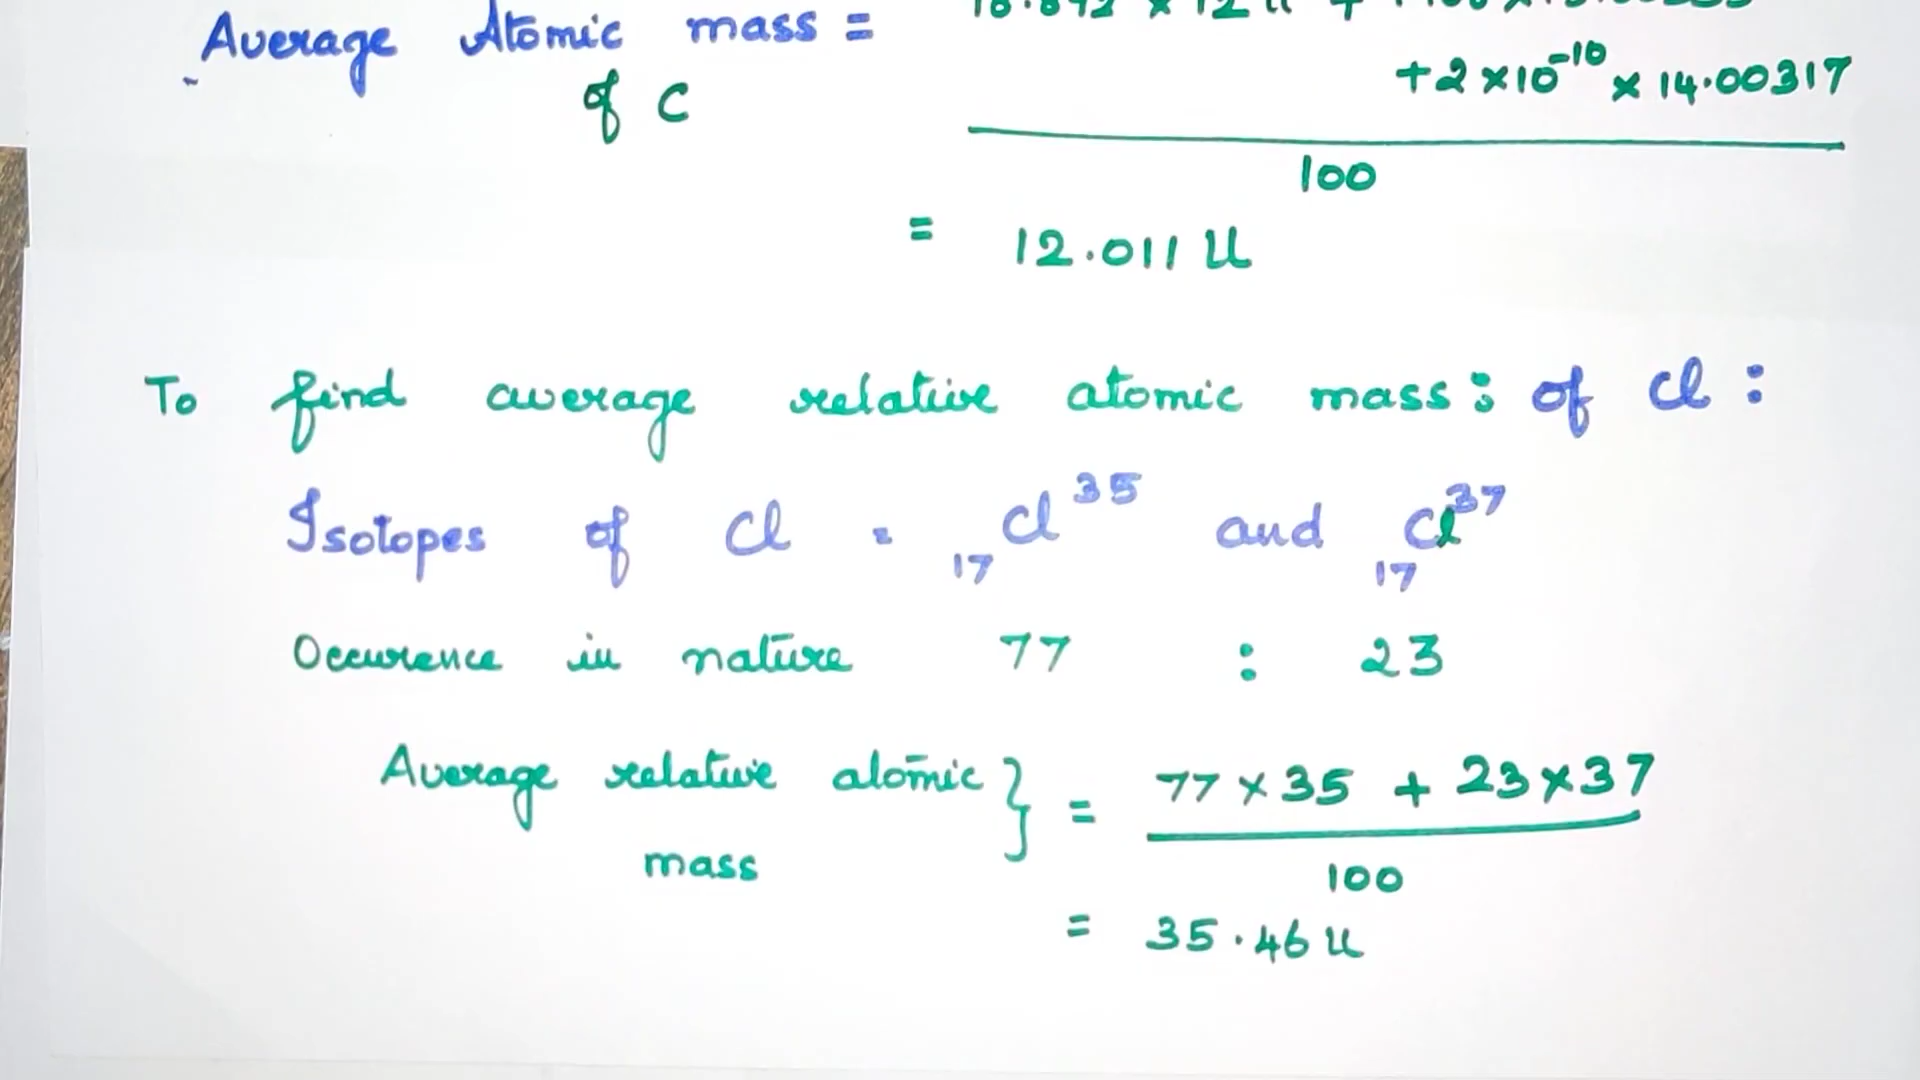 Average Atomic mass =
of C
+ 2 × 10⁻¹⁰ × 14.00317
100
= 12.011 u
To find average relative atomic mass : of Cl :
Isotopes of Cl = ₁₇Cl³⁵ and ₁₇Cl³⁷
Occurence in nature 77 : 23
Average relative atomic } = 77 × 35 + 23 × 37
mass 100
= 35.46 u